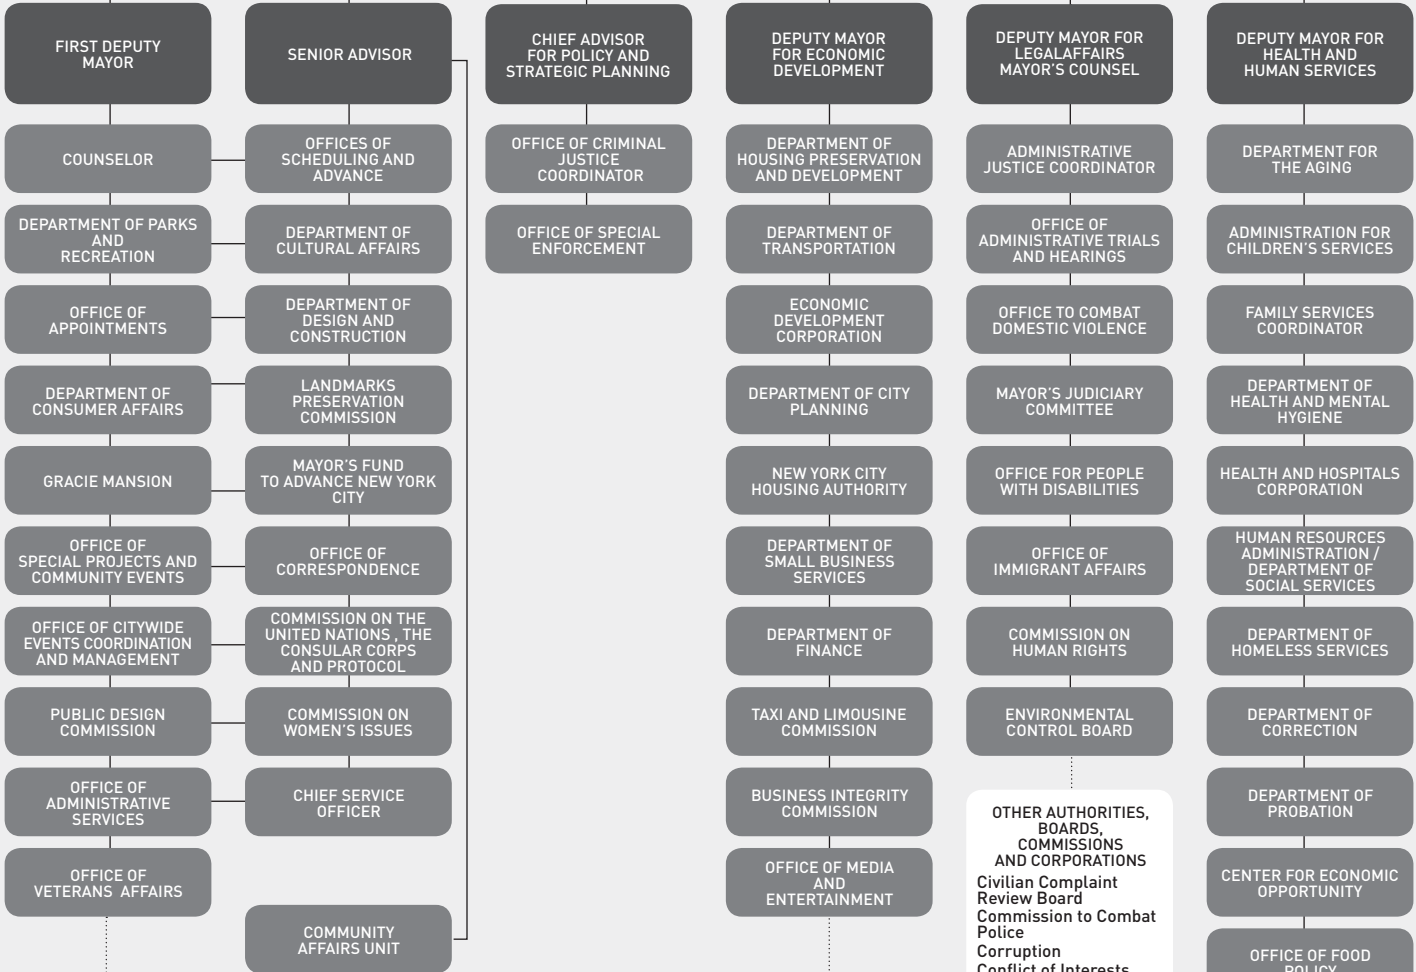 FIRST DEPUTY
MAYOR
COUNSELOR
DEPARTMENT OF PARKS
AND
RECREATION
OFFICE OF
APPOINTMENTS
DEPARTMENT OF
CONSUMER AFFAIRS
GRACIE MANSION
OFFICE OF
SPECIAL PROJECTS AND
COMMUNITY EVENTS
OFFICE OF CITYWIDE
EVENTS COORDINATION
AND MANAGEMENT
PUBLIC DESIGN
COMMISSION
OFFICE OF
ADMINISTRATIVE
SERVICES
OFFICE OF
VETERANS AFFAIRS
SENIOR ADVISOR
OFFICES OF
SCHEDULING AND
ADVANCE
DEPARTMENT OF
CULTURAL AFFAIRS
DEPARTMENT OF
DESIGN AND
CONSTRUCTION
LANDMARKS
PRESERVATION
COMMISSION
MAYOR'S FUND
TO ADVANCE NEW YORK
CITY
OFFICE OF
CORRESPONDENCE
COMMISSION ON THE
UNITED NATIONS , THE
CONSULAR CORPS
AND PROTOCOL
COMMISSION ON
WOMEN'S ISSUES
CHIEF SERVICE
OFFICER
COMMUNITY
AFFAIRS UNIT
CHIEF ADVISOR
FOR POLICY AND
STRATEGIC PLANNING
OFFICE OF CRIMINAL
JUSTICE
COORDINATOR
OFFICE OF SPECIAL
ENFORCEMENT
DEPUTY MAYOR
FOR ECONOMIC
DEVELOPMENT
DEPARTMENT OF
HOUSING PRESERVATION
AND DEVELOPMENT
DEPARTMENT OF
TRANSPORTATION
ECONOMIC
DEVELOPMENT
CORPORATION
DEPARTMENT OF CITY
PLANNING
NEW YORK CITY
HOUSING AUTHORITY
DEPARTMENT OF
SMALL BUSINESS
SERVICES
DEPARTMENT OF
FINANCE
TAXI AND LIMOUSINE
COMMISSION
BUSINESS INTEGRITY
COMMISSION
OFFICE OF MEDIA
AND
ENTERTAINMENT
DEPUTY MAYOR FOR
LEGALAFFAIRS
MAYOR'S COUNSEL
ADMINISTRATIVE
JUSTICE COORDINATOR
OFFICE OF
ADMINISTRATIVE TRIALS
AND HEARINGS
OFFICE TO COMBAT
DOMESTIC VIOLENCE
MAYOR'S JUDICIARY
COMMITTEE
OFFICE FOR PEOPLE
WITH DISABILITIES
OFFICE OF
IMMIGRANT AFFAIRS
COMMISSION ON
HUMAN RIGHTS
ENVIRONMENTAL
CONTROL BOARD
OTHER AUTHORITIES,
BOARDS,
COMMISSIONS
AND CORPORATIONS
Civilian Complaint
Review Board
Commission to Combat
Police
Corruption
Conflict of Interests
DEPUTY MAYOR FOR
HEALTH AND
HUMAN SERVICES
DEPARTMENT FOR
THE AGING
ADMINISTRATION FOR
CHILDREN'S SERVICES
FAMILY SERVICES
COORDINATOR
DEPARTMENT OF
HEALTH AND MENTAL
HYGIENE
HEALTH AND HOSPITALS
CORPORATION
HUMAN RESOURCES
ADMINISTRATION /
DEPARTMENT OF
SOCIAL SERVICES
DEPARTMENT OF
HOMELESS SERVICES
DEPARTMENT OF
CORRECTION
DEPARTMENT OF
PROBATION
CENTER FOR ECONOMIC
OPPORTUNITY
OFFICE OF FOOD
POLICY